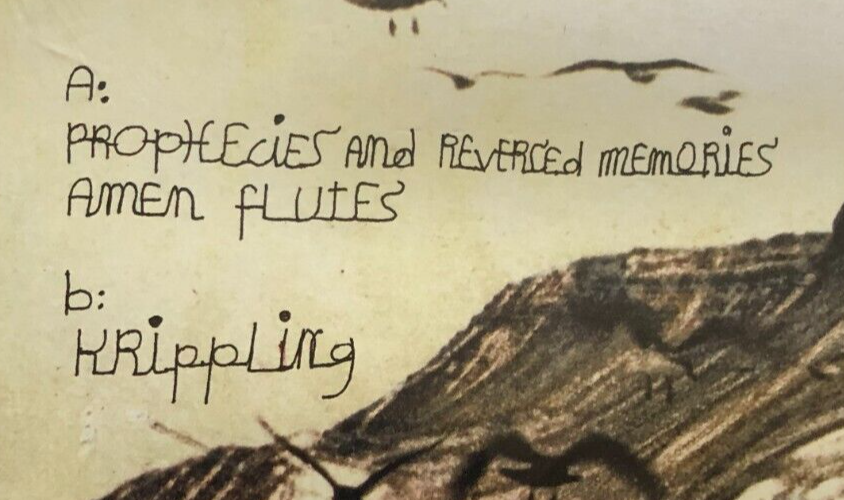 A:
PROpHECiES ANd REVERSEd mEMORiES
AMEN fLUtES
b:
KRippLiNg